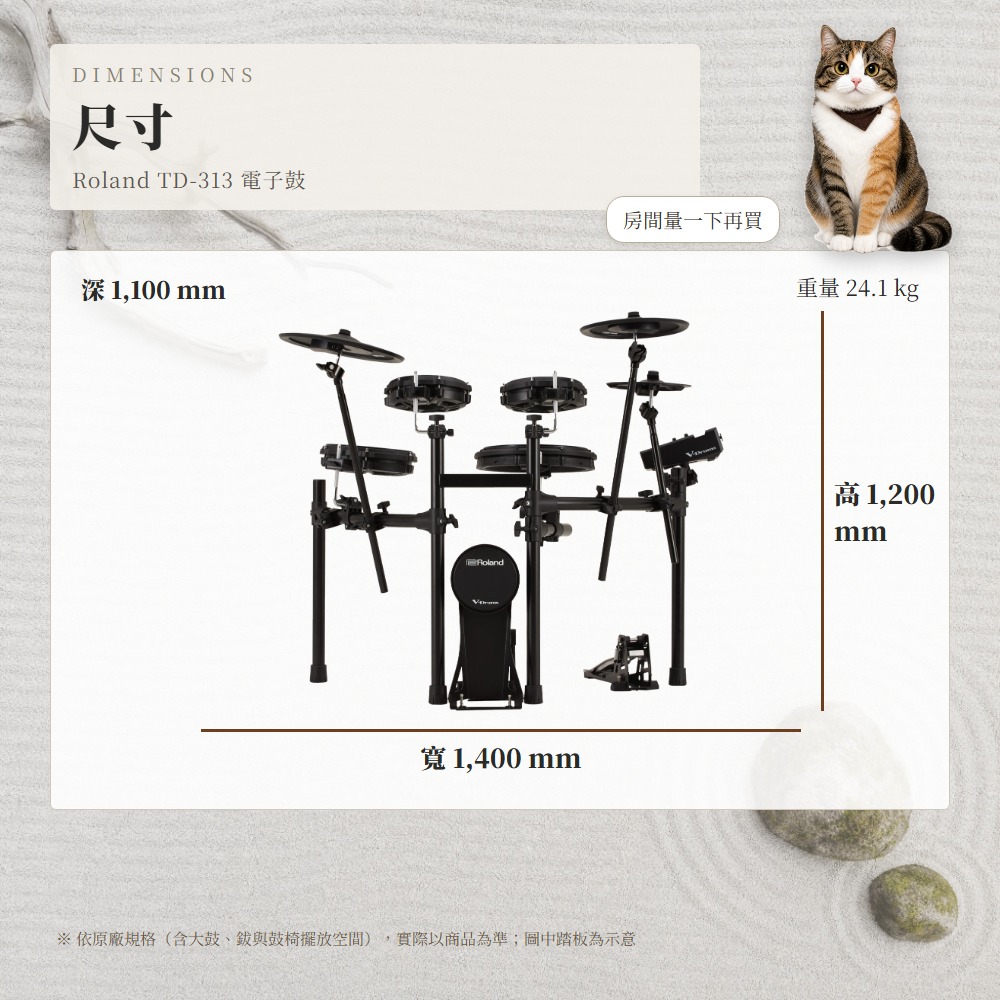 DIMENSIONS
尺寸
Roland TD-313 電子鼓
房間量一下再買
深 1,100 mm
重量 24.1 kg
V-Drums
高 1,200
mm
Roland
V-Drums
寬 1,400 mm
※ 依原廠規格（含大鼓、鈸與鼓椅擺放空間），實際以商品為準；圖中踏板為示意